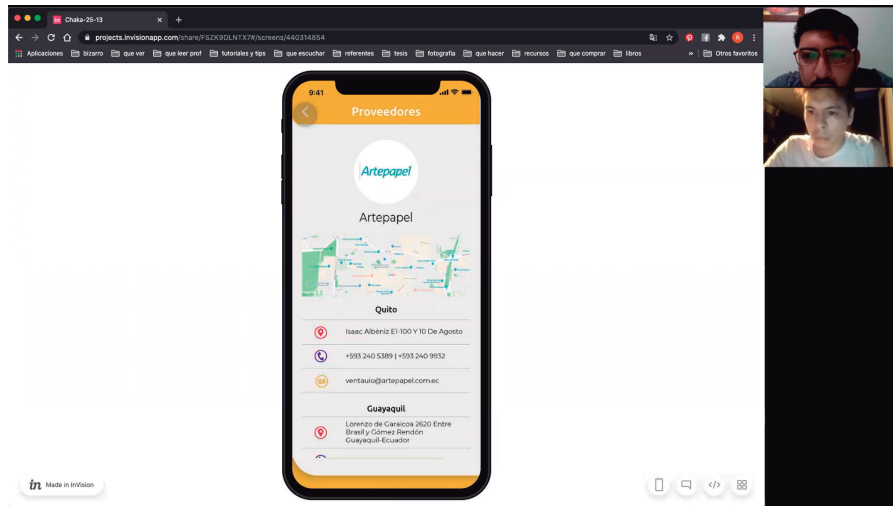 Chaka-25-13
projects.invisionapp.com/share/FSZK9DLNTX7#/screens/440314854
Aplicaciones bizarro que ver que leer prof tutoriales y tips que escuchar referentes tesis fotografía que hacer recursos que comprar libros » Otros favoritos
9:41
Proveedores
Artepapel
Artepapel
Quito
Isaac Albéniz E1-100 Y 10 De Agosto
+593 240 5389 | +593 240 9932
ventauio@artepapel.com.ec
Guayaquil
Lorenzo de Garaicoa 2620 Entre
Brasil y Gómez Rendón
Guayaquil-Ecuador
in Made in InVision